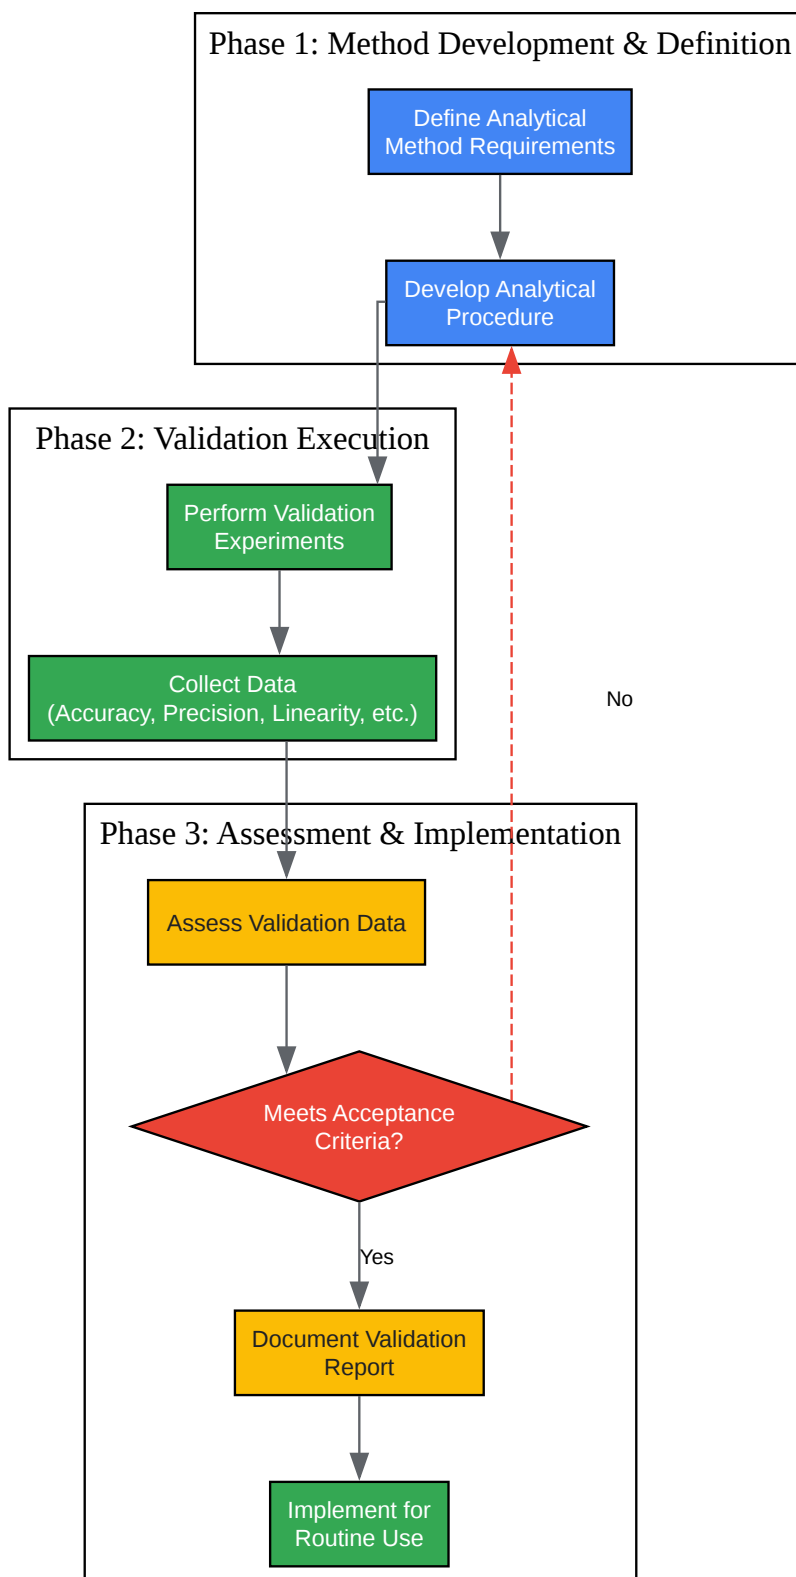 Phase 1: Method Development & Definition
Define Analytical
Method Requirements
Develop Analytical
Procedure
Phase 2: Validation Execution
Perform Validation
Experiments
Collect Data
(Accuracy, Precision, Linearity, etc.)
No
Phase 3: Assessment & Implementation
Assess Validation Data
Meets Acceptance
Criteria?
Yes
Document Validation
Report
Implement for
Routine Use